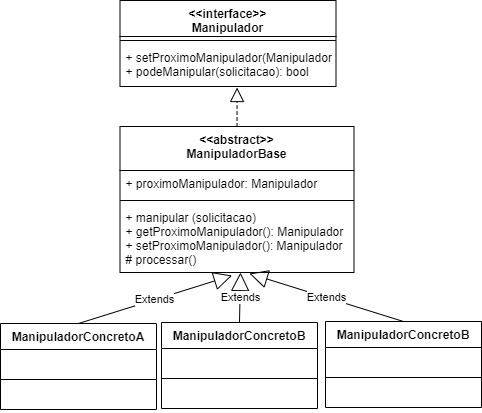 <<interface>>
Manipulador
+ setProximoManipulador(Manipulador
+ podeManipular(solicitacao): bool
<<abstract>>
ManipuladorBase
+ proximoManipulador: Manipulador
+ manipular (solicitacao)
+ getProximoManipulador(): Manipulador
+ setProximoManipulador(): Manipulador
# processar()
Extends
Extends
Extends
ManipuladorConcretoA
ManipuladorConcretoB
ManipuladorConcretoB